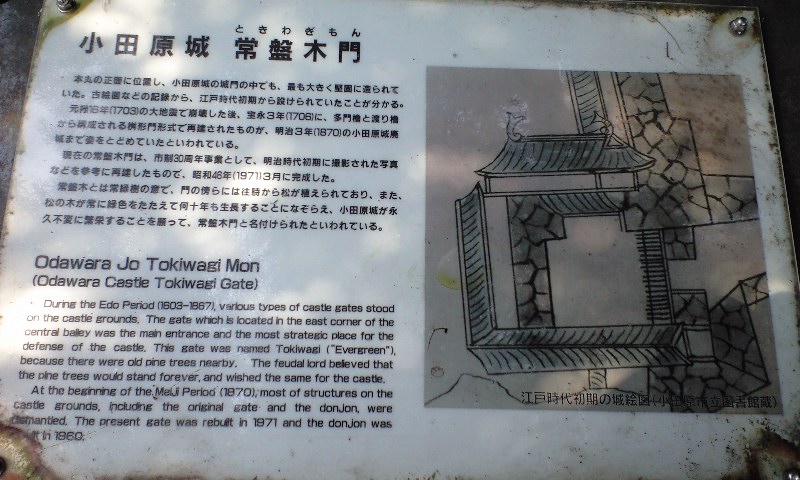 ときわぎもん
小田原城 常盤木門
本丸の正面に位置し、小田原城の城門の中でも、最も大きく堅固に造られて
いた。古絵図などの記録から、江戸時代初期から設けられていたことが分かる。
元禄16年(1703)の大地震で崩壊した後、宝永3年(1706)に、多門櫓と渡り櫓
から構成される桝形門形式で再建されたものが、明治3年(1870)の小田原城廃
城まで姿をとどめていたといわれている。
現在の常盤木門は、市制30周年事業として、明治時代初期に撮影された写真
などを参考に再建したもので、昭和46年(1971)3月に完成した。
常盤木とは常緑樹の意で、門の傍らには往時から松が植えられており、また、
松の木が常に緑色をたたえて何十年も生長することになぞらえ、小田原城が永
久不変に繁栄することを願って、常盤木門と名付けられたといわれている。
Odawara Jo Tokiwagi Mon
(Odawara Castle Tokiwagi Gate)
During the Edo Period (1603-1867), various types of castle gates stood
on the castle grounds. The gate which is located in the east corner of the
central bailey was the main entrance and the most strategic place for the
defense of the castle. This gate was named Tokiwagi ("Evergreen"),
because there were old pine trees nearby. The feudal lord believed that
the pine trees would stand forever, and wished the same for the castle.
At the beginning of the Meiji Period (1870), most of structures on the
castle grounds, including the original gate and the donjon, were
dismantled. The present gate was rebuilt in 1971 and the donjon was
in 1960.
江戸時代初期の城絵図(小田原市立図書館蔵)